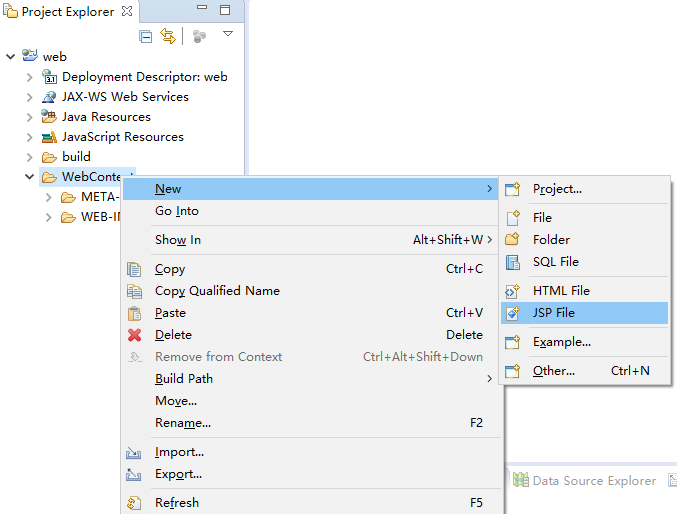 Project Explorer
web
3.1 Deployment Descriptor: web
JAX-WS Web Services
Java Resources
JavaScript Resources
build
WebConte
META-
WEB-IN
New
Go Into
Show In Alt+Shift+W
Copy Ctrl+C
Copy Qualified Name
Paste Ctrl+V
Delete Delete
Remove from Context Ctrl+Alt+Shift+Down
Build Path
Move...
Rename... F2
Import...
Export...
Refresh F5
Project...
File
Folder
SQL File
HTML File
JSP File
Example...
Other... Ctrl+N
Data Source Explorer